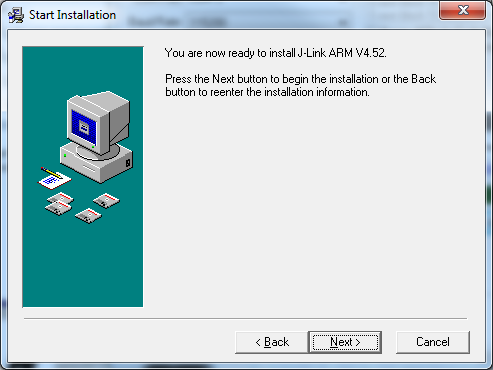 Start Installation
You are now ready to install J-Link ARM V4.52.
Press the Next button to begin the installation or the Back
button to reenter the installation information.
< Back
Next >
Cancel